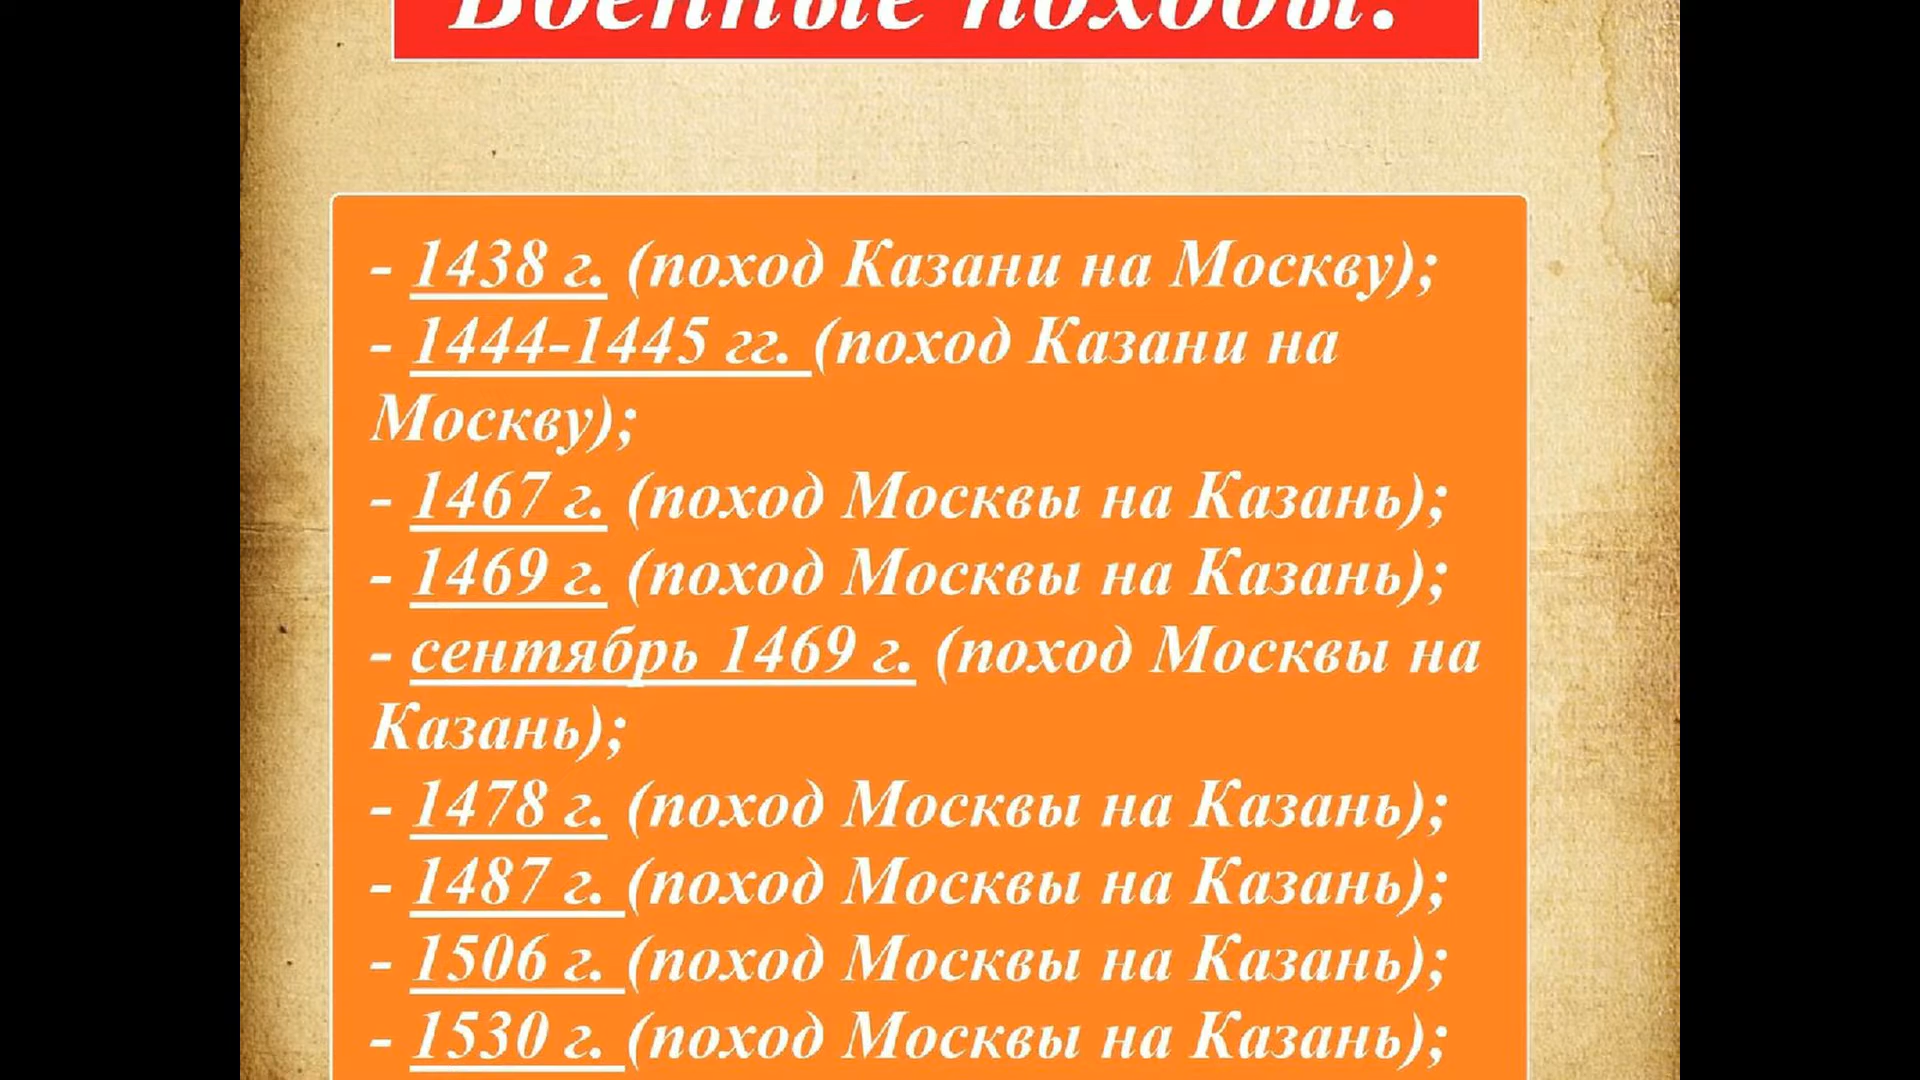 Военные походы:
- 1438 г. (поход Казани на Москву);
- 1444-1445 гг. (поход Казани на
Москву);
- 1467 г. (поход Москвы на Казань);
- 1469 г. (поход Москвы на Казань);
- сентябрь 1469 г. (поход Москвы на
Казань);
- 1478 г. (поход Москвы на Казань);
- 1487 г. (поход Москвы на Казань);
- 1506 г. (поход Москвы на Казань);
- 1530 г. (поход Москвы на Казань);